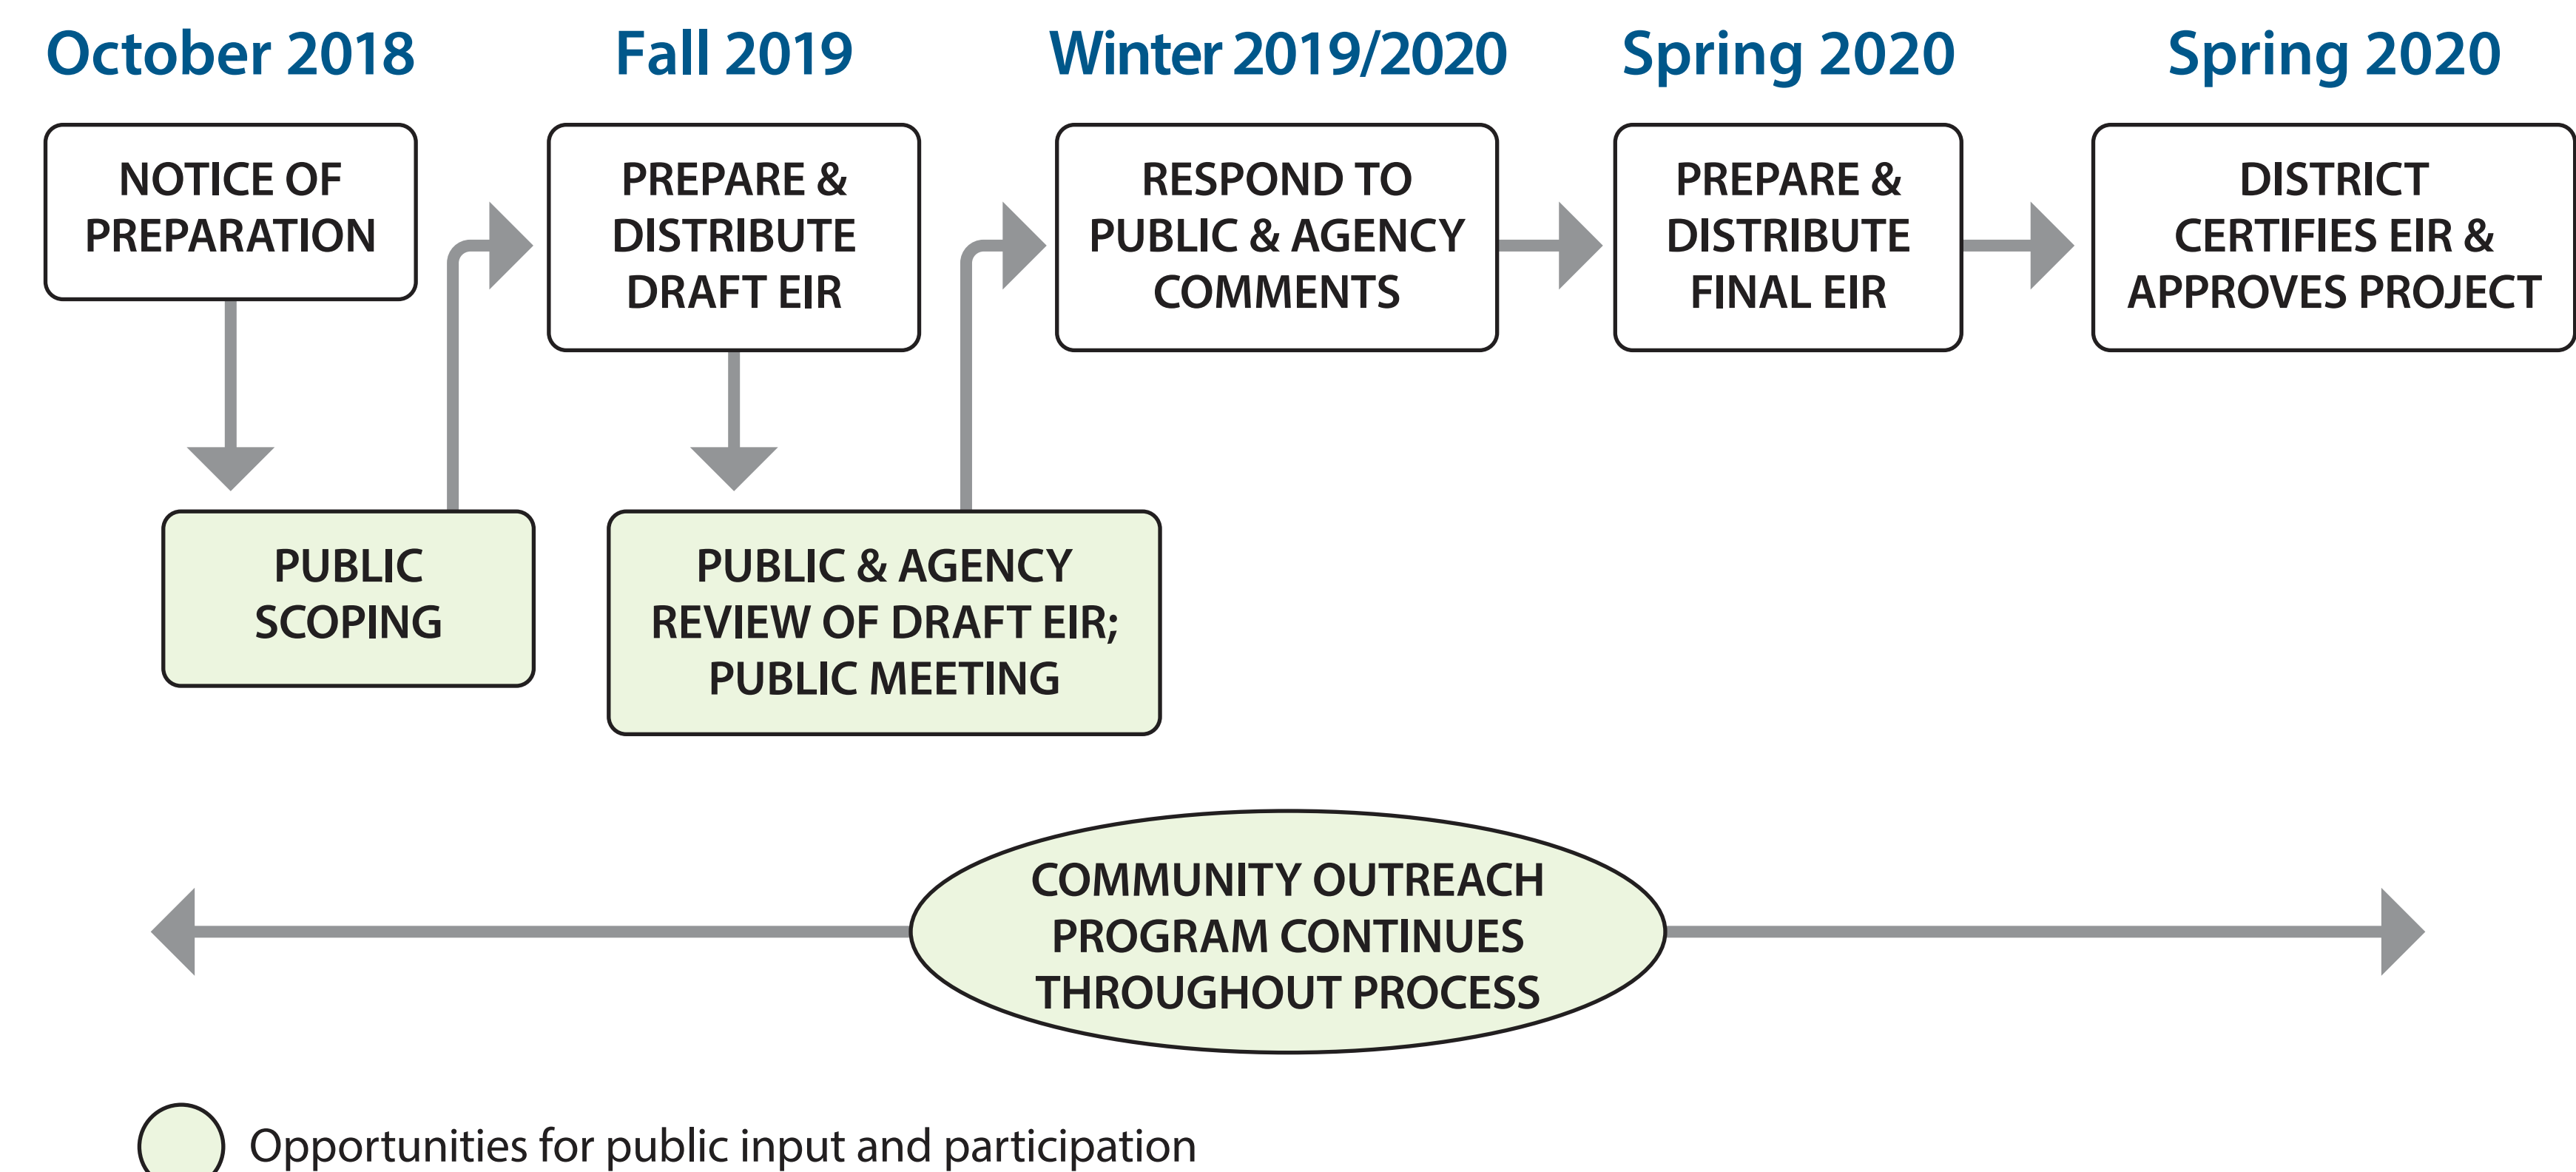 October 2018
Fall 2019
Winter 2019/2020
Spring 2020
Spring 2020
NOTICE OF
PREPARATION
PREPARE &
DISTRIBUTE
DRAFT EIR
RESPOND TO
PUBLIC & AGENCY
COMMENTS
PREPARE &
DISTRIBUTE
FINAL EIR
DISTRICT
CERTIFIES EIR &
APPROVES PROJECT
PUBLIC
SCOPING
PUBLIC & AGENCY
REVIEW OF DRAFT EIR;
PUBLIC MEETING
COMMUNITY OUTREACH
PROGRAM CONTINUES
THROUGHOUT PROCESS
Opportunities for public input and participation